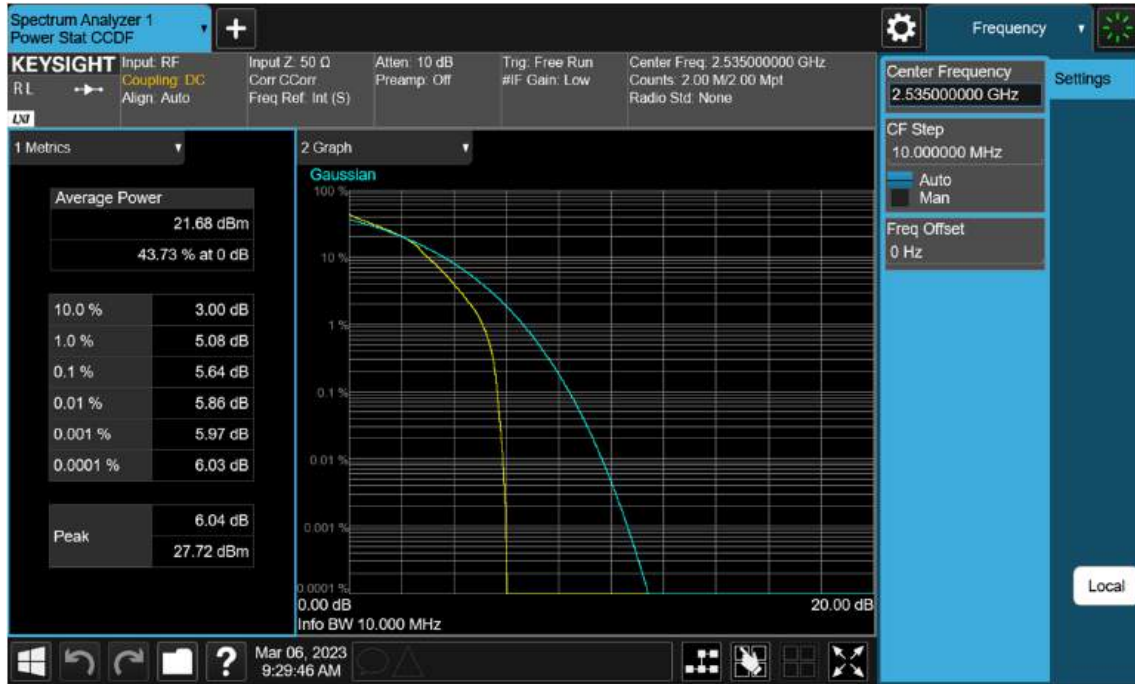 Spectrum Analyzer 1
Power Stat CCDF
+
Frequency
KEYSIGHT
RL
LXI
Input: RF
Coupling: DC
Align: Auto
Input Z: 50 Ω
Corr CCorr
Freq Ref: Int (S)
Atten: 10 dB
Preamp: Off
Trig: Free Run
#IF Gain: Low
Center Freq: 2.535000000 GHz
Counts: 2.00 M/2.00 Mpt
Radio Std: None
Center Frequency
2.535000000 GHz
Settings
CF Step
10.000000 MHz
Auto
Man
Freq Offset
0 Hz
1 Metrics
Average Power
21.68 dBm
43.73 % at 0 dB
10.0 % 3.00 dB
1.0 % 5.08 dB
0.1 % 5.64 dB
0.01 % 5.86 dB
0.001 % 5.97 dB
0.0001 % 6.03 dB
Peak
6.04 dB
27.72 dBm
2 Graph
Gaussian
100 %
10 %
1 %
0.1 %
0.01 %
0.001 %
0.0001 %
0.00 dB 20.00 dB
Info BW 10.000 MHz
Local
?
Mar 06, 2023
9:29:46 AM